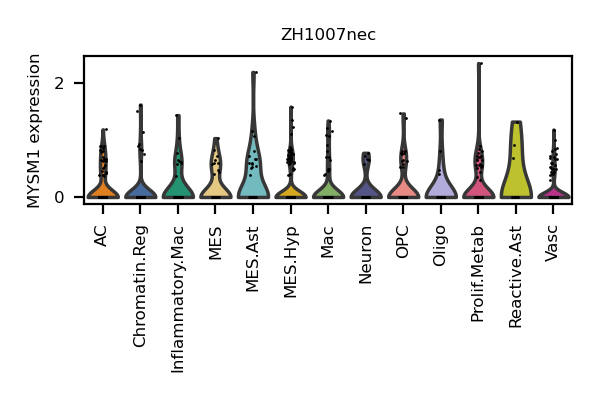 ZH1007nec
MYSM1 expression
2
0
AC
Chromatin.Reg
Inflammatory.Mac
MES
MES.Ast
MES.Hyp
Mac
Neuron
OPC
Oligo
Prolif.Metab
Reactive.Ast
Vasc